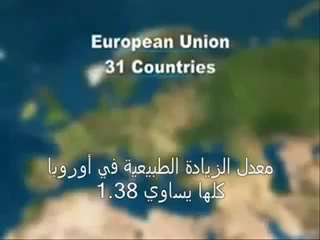 European Union
31 Countries
معدل الزيادة الطبيعية في أوروبا
كلها يساوي 1.38